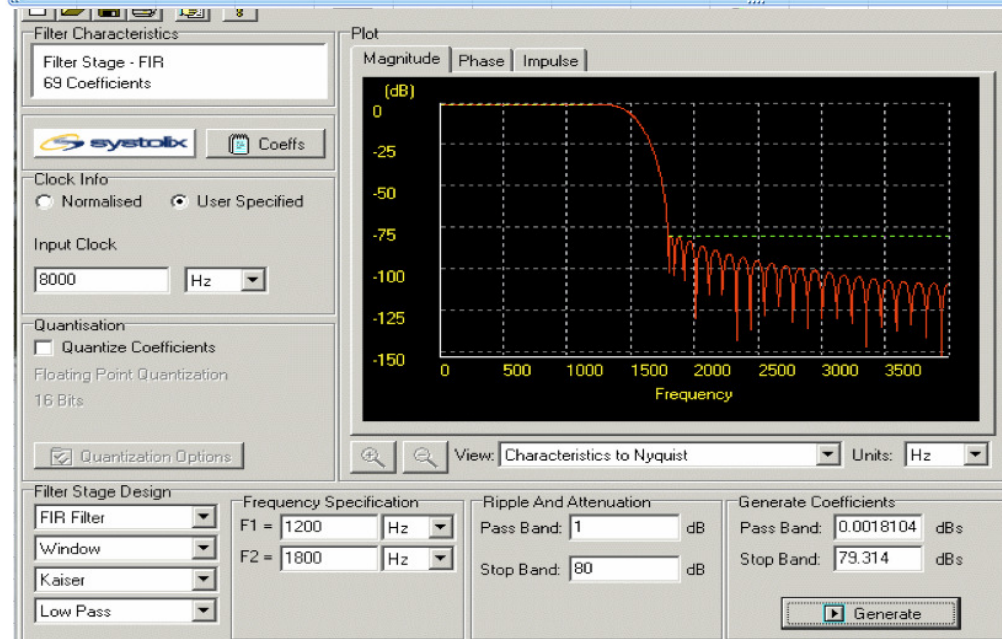 Filter Characteristics
Filter Stage - FIR
69 Coefficients
systolix
Coeffs
Clock Info
Normalised
User Specified
Input Clock
8000
Hz
Quantisation
Quantize Coefficients
Floating Point Quantization
16 Bits
Quantization Options
Plot
Magnitude
Phase
Impulse
(dB)
0
-25
-50
-75
-100
-125
-150
0 500 1000 1500 2000 2500 3000 3500
Frequency
View: Characteristics to Nyquist
Units: Hz
Filter Stage Design
FIR Filter
Window
Kaiser
Low Pass
Frequency Specification
F1 = 1200 Hz
F2 = 1800 Hz
Ripple And Attenuation
Pass Band: 1 dB
Stop Band: 80 dB
Generate Coefficients
Pass Band: 0.0018104 dBs
Stop Band: 79.314 dBs
Generate